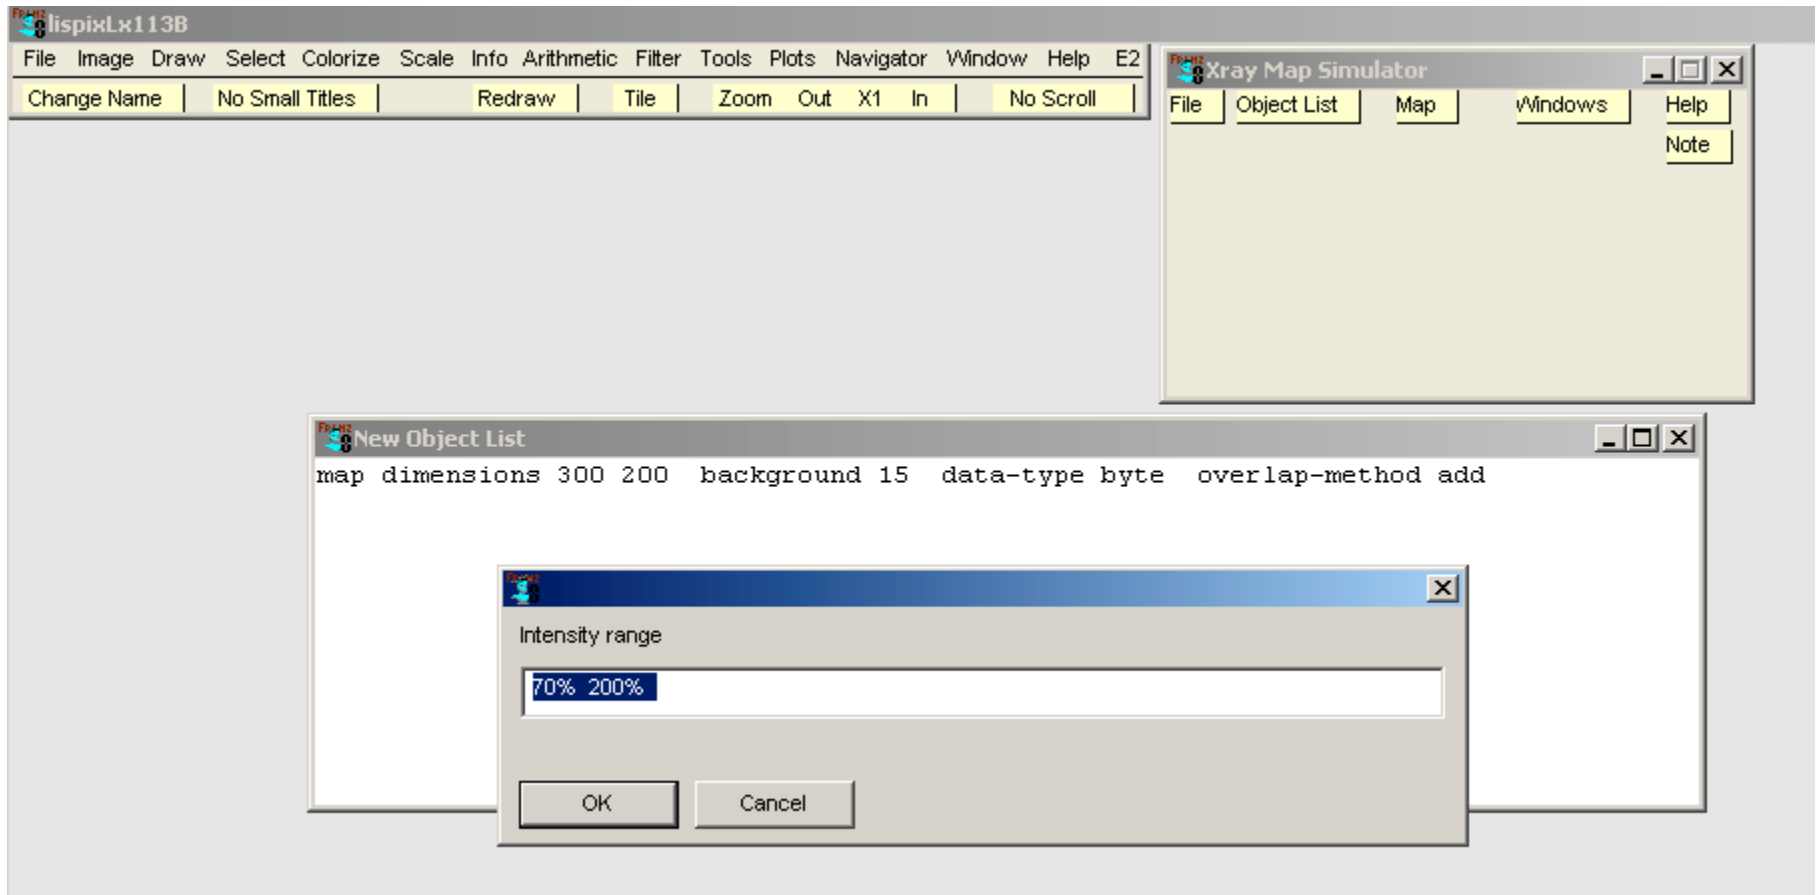 lispixLx113B
File Image Draw Select Colorize Scale Info Arithmetic Filter Tools Plots Navigator Window Help E2
Change Name No Small Titles Redraw Tile Zoom Out X1 In No Scroll
Xray Map Simulator
File Object List Map Windows Help
Note
New Object List
map dimensions 300 200 background 15 data-type byte overlap-method add
Intensity range
70% 200%
OK Cancel